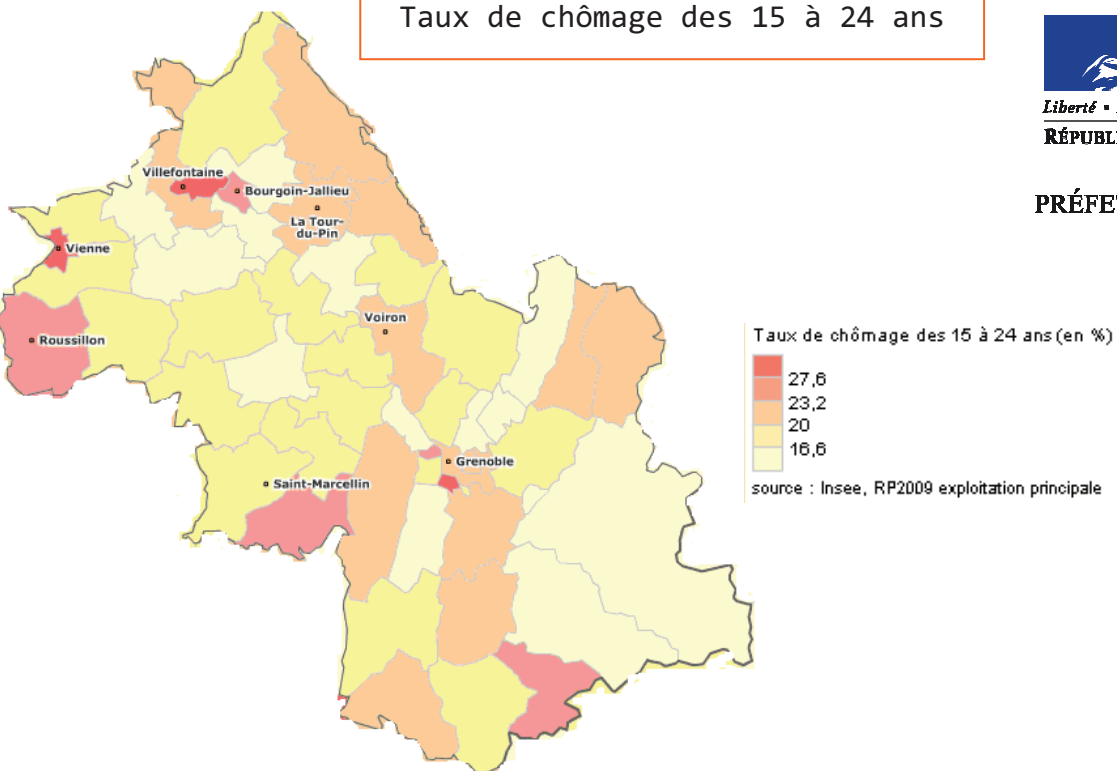 Taux de chômage des 15 à 24 ans
Liberté •
RÉPUBL
PRÉFE
Villefontaine
Bourgoin-Jallieu
La Tour-
du-Pin
Vienne
Voiron
Roussillon
Grenoble
Saint-Marcellin
Taux de chômage des 15 à 24 ans (en %)
27,6
23,2
20
16,6
source : Insee, RP2009 exploitation principale